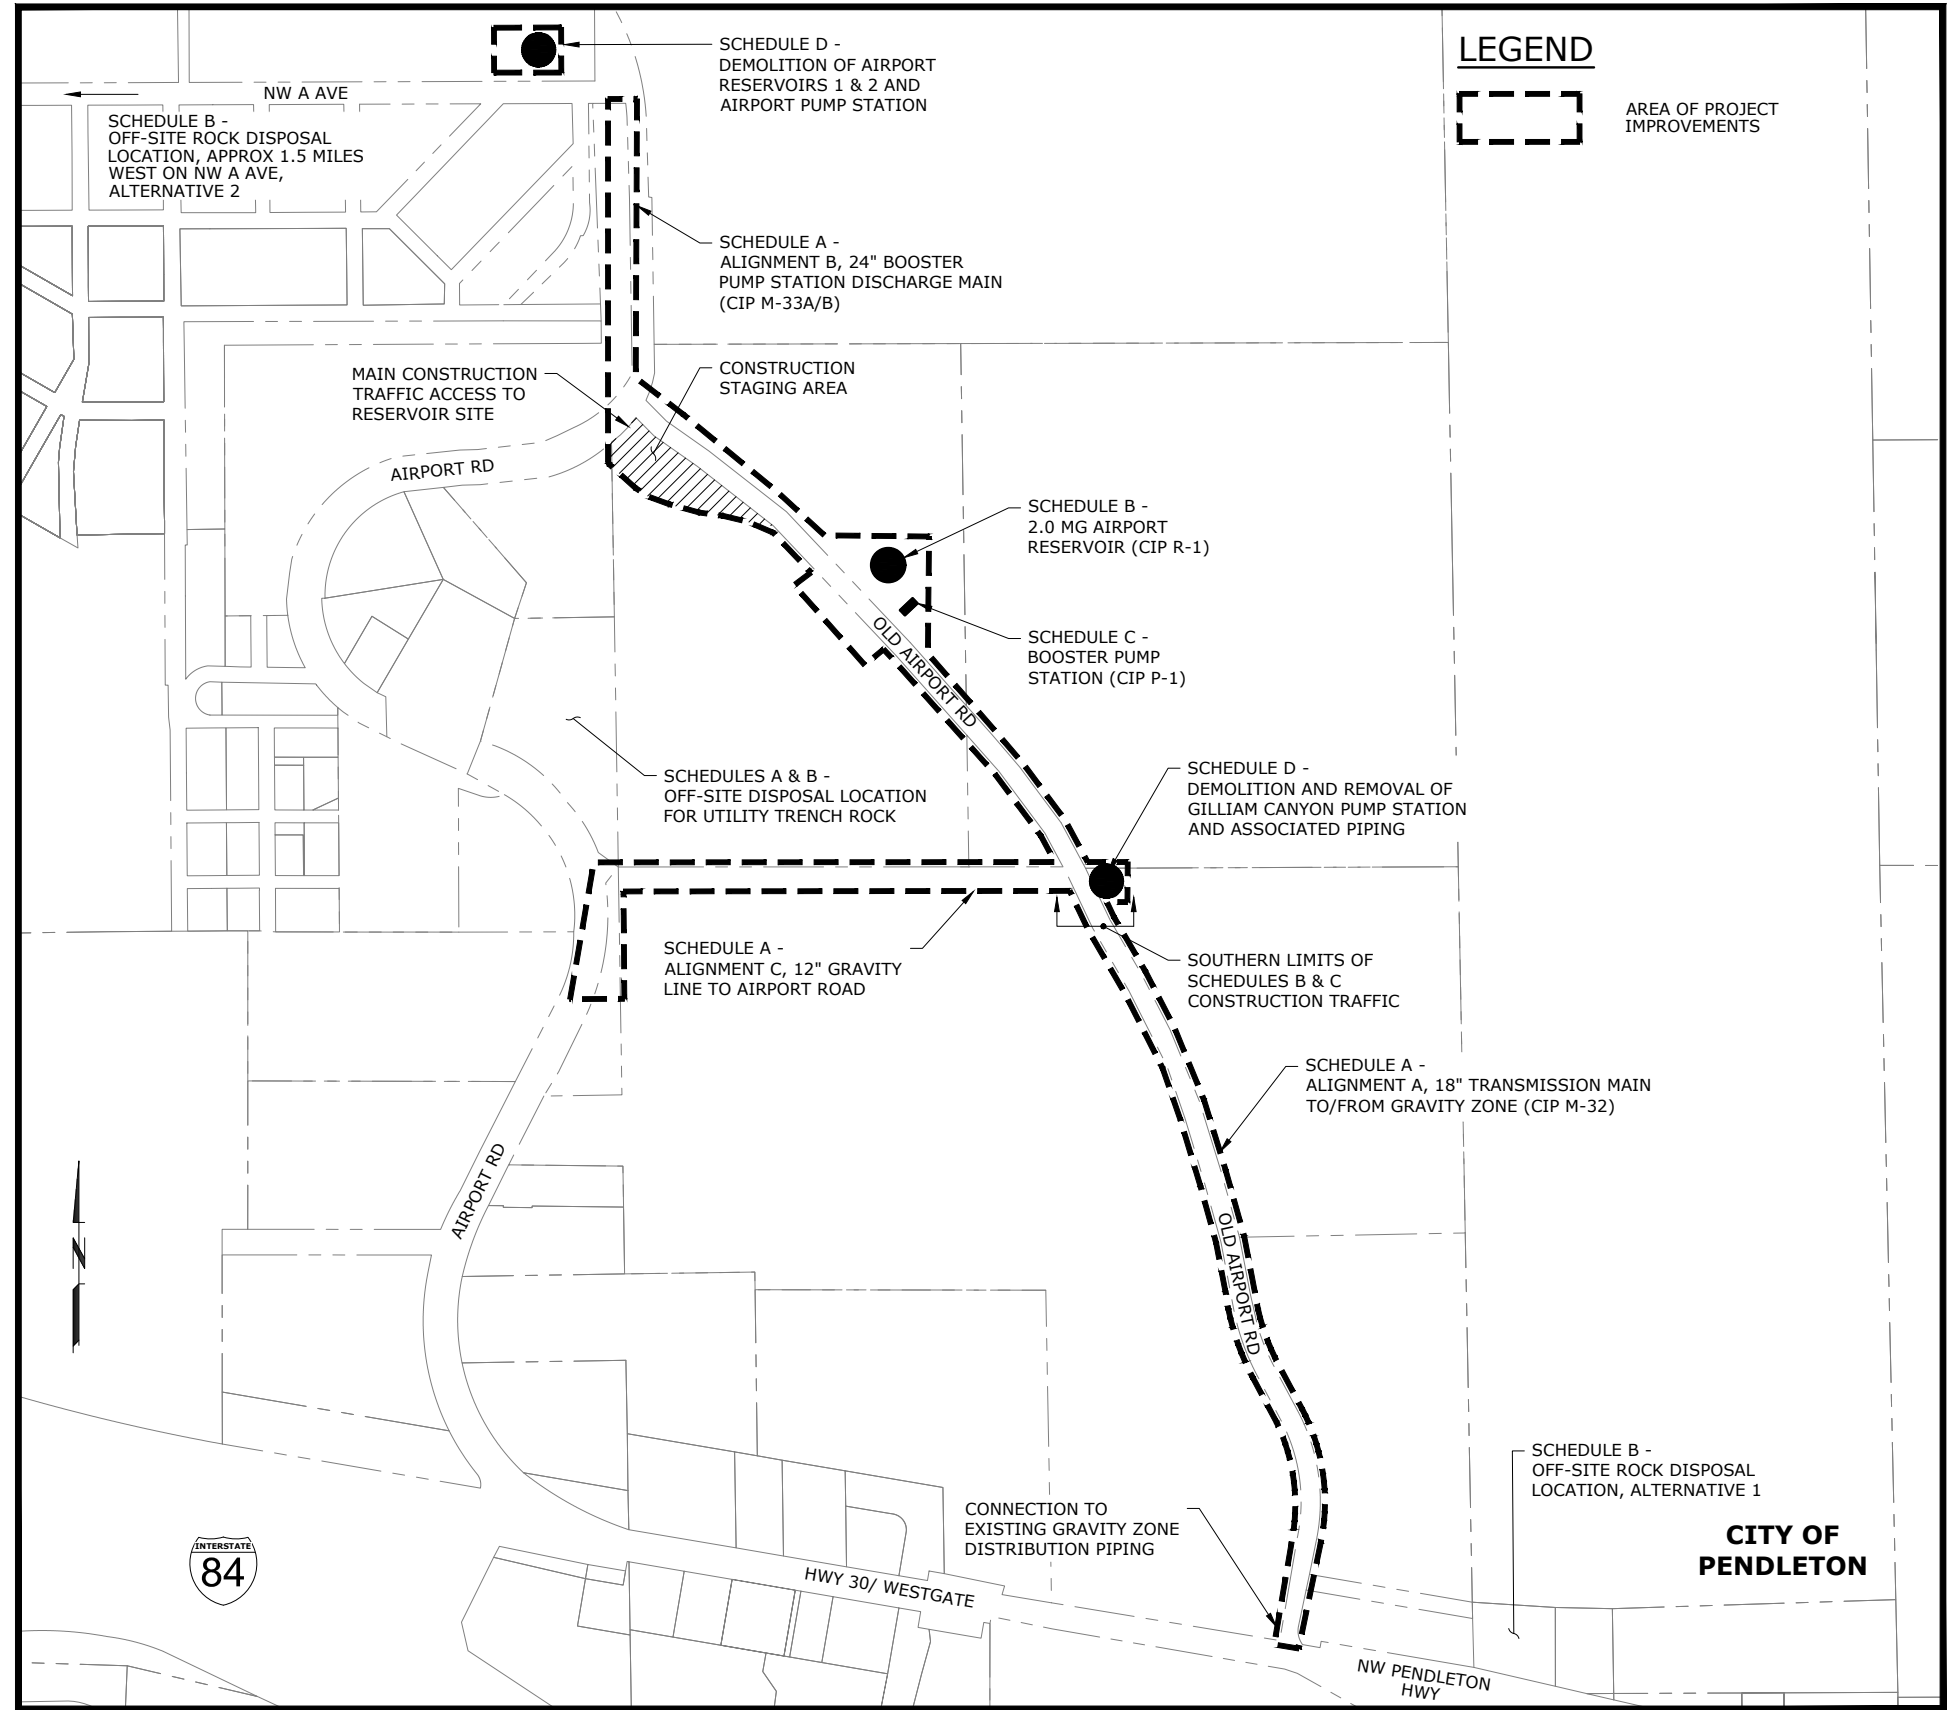 SCHEDULE D -
DEMOLITION OF AIRPORT
RESERVOIRS 1 & 2 AND
AIRPORT PUMP STATION
LEGEND
AREA OF PROJECT
IMPROVEMENTS
NW A AVE
SCHEDULE B -
OFF-SITE ROCK DISPOSAL
LOCATION, APPROX 1.5 MILES
WEST ON NW A AVE,
ALTERNATIVE 2
SCHEDULE A -
ALIGNMENT B, 24" BOOSTER
PUMP STATION DISCHARGE MAIN
(CIP M-33A/B)
MAIN CONSTRUCTION
TRAFFIC ACCESS TO
RESERVOIR SITE
CONSTRUCTION
STAGING AREA
AIRPORT RD
SCHEDULE B -
2.0 MG AIRPORT
RESERVOIR (CIP R-1)
SCHEDULE C -
BOOSTER PUMP
STATION (CIP P-1)
OLD AIRPORT RD
SCHEDULES A & B -
OFF-SITE DISPOSAL LOCATION
FOR UTILITY TRENCH ROCK
SCHEDULE D -
DEMOLITION AND REMOVAL OF
GILLIAM CANYON PUMP STATION
AND ASSOCIATED PIPING
SCHEDULE A -
ALIGNMENT C, 12" GRAVITY
LINE TO AIRPORT ROAD
SOUTHERN LIMITS OF
SCHEDULES B & C
CONSTRUCTION TRAFFIC
SCHEDULE A -
ALIGNMENT A, 18" TRANSMISSION MAIN
TO/FROM GRAVITY ZONE (CIP M-32)
AIRPORT RD
N
OLD AIRPORT RD
SCHEDULE B -
OFF-SITE ROCK DISPOSAL
LOCATION, ALTERNATIVE 1
CONNECTION TO
EXISTING GRAVITY ZONE
DISTRIBUTION PIPING
CITY OF
PENDLETON
INTERSTATE
84
HWY 30/ WESTGATE
NW PENDLETON
HWY